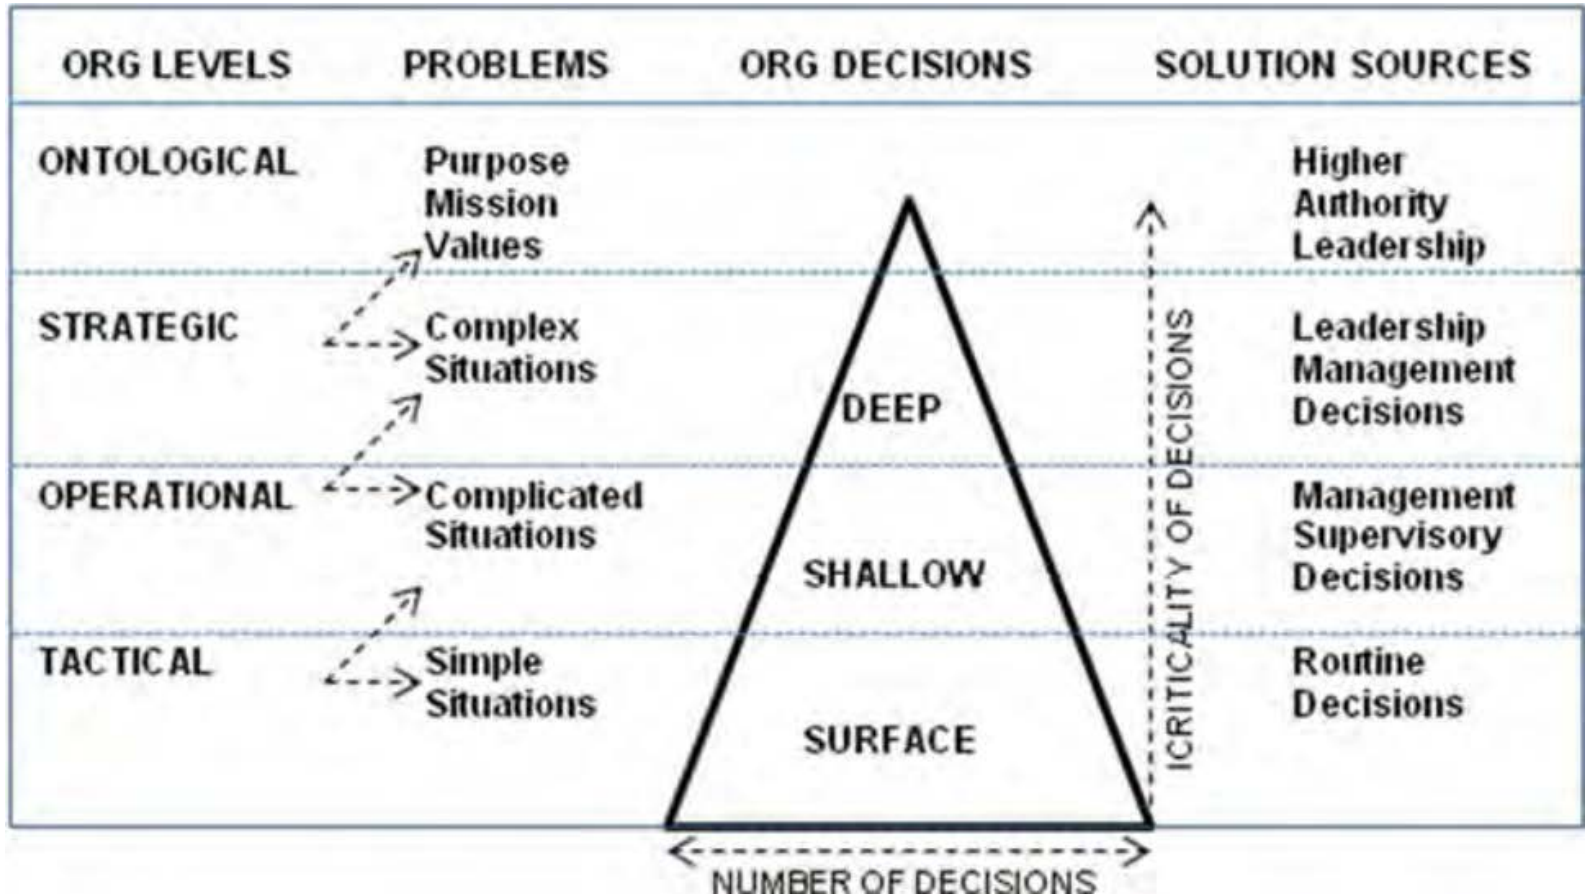 ORG LEVELS PROBLEMS ORG DECISIONS SOLUTION SOURCES
ONTOLOGICAL Purpose Higher
Mission Authority
Values Leadership
STRATEGIC Complex Leadership
Situations Management
DEEP Decisions
OPERATIONAL Complicated Management
Situations Supervisory
SHALLOW Decisions
TACTICAL Simple Routine
Situations Decisions
SURFACE
ICRITICALITY OF DECISIONS
NUMBER OF DECISIONS